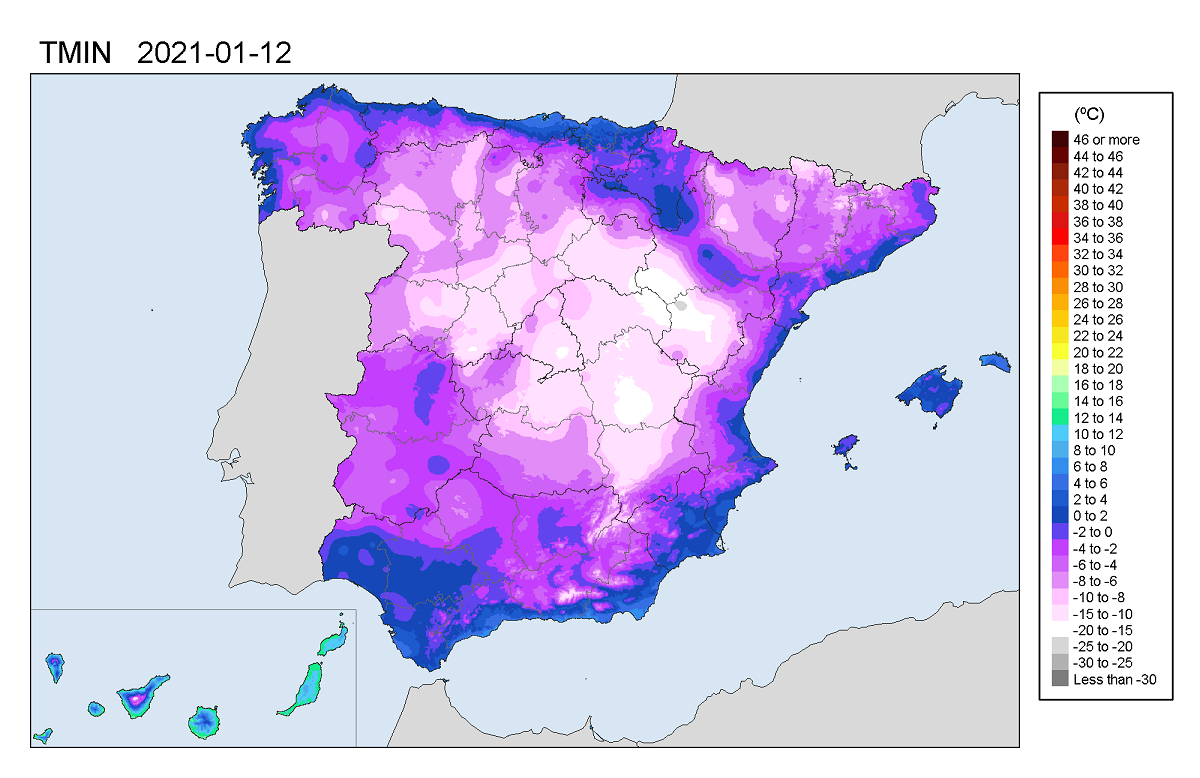 TMIN 2021-01-12
(ºC)
46 or more
44 to 46
42 to 44
40 to 42
38 to 40
36 to 38
34 to 36
32 to 34
30 to 32
28 to 30
26 to 28
24 to 26
22 to 24
20 to 22
18 to 20
16 to 18
14 to 16
12 to 14
10 to 12
8 to 10
6 to 8
4 to 6
2 to 4
0 to 2
-2 to 0
-4 to -2
-6 to -4
-8 to -6
-10 to -8
-15 to -10
-20 to -15
-25 to -20
-30 to -25
Less than -30